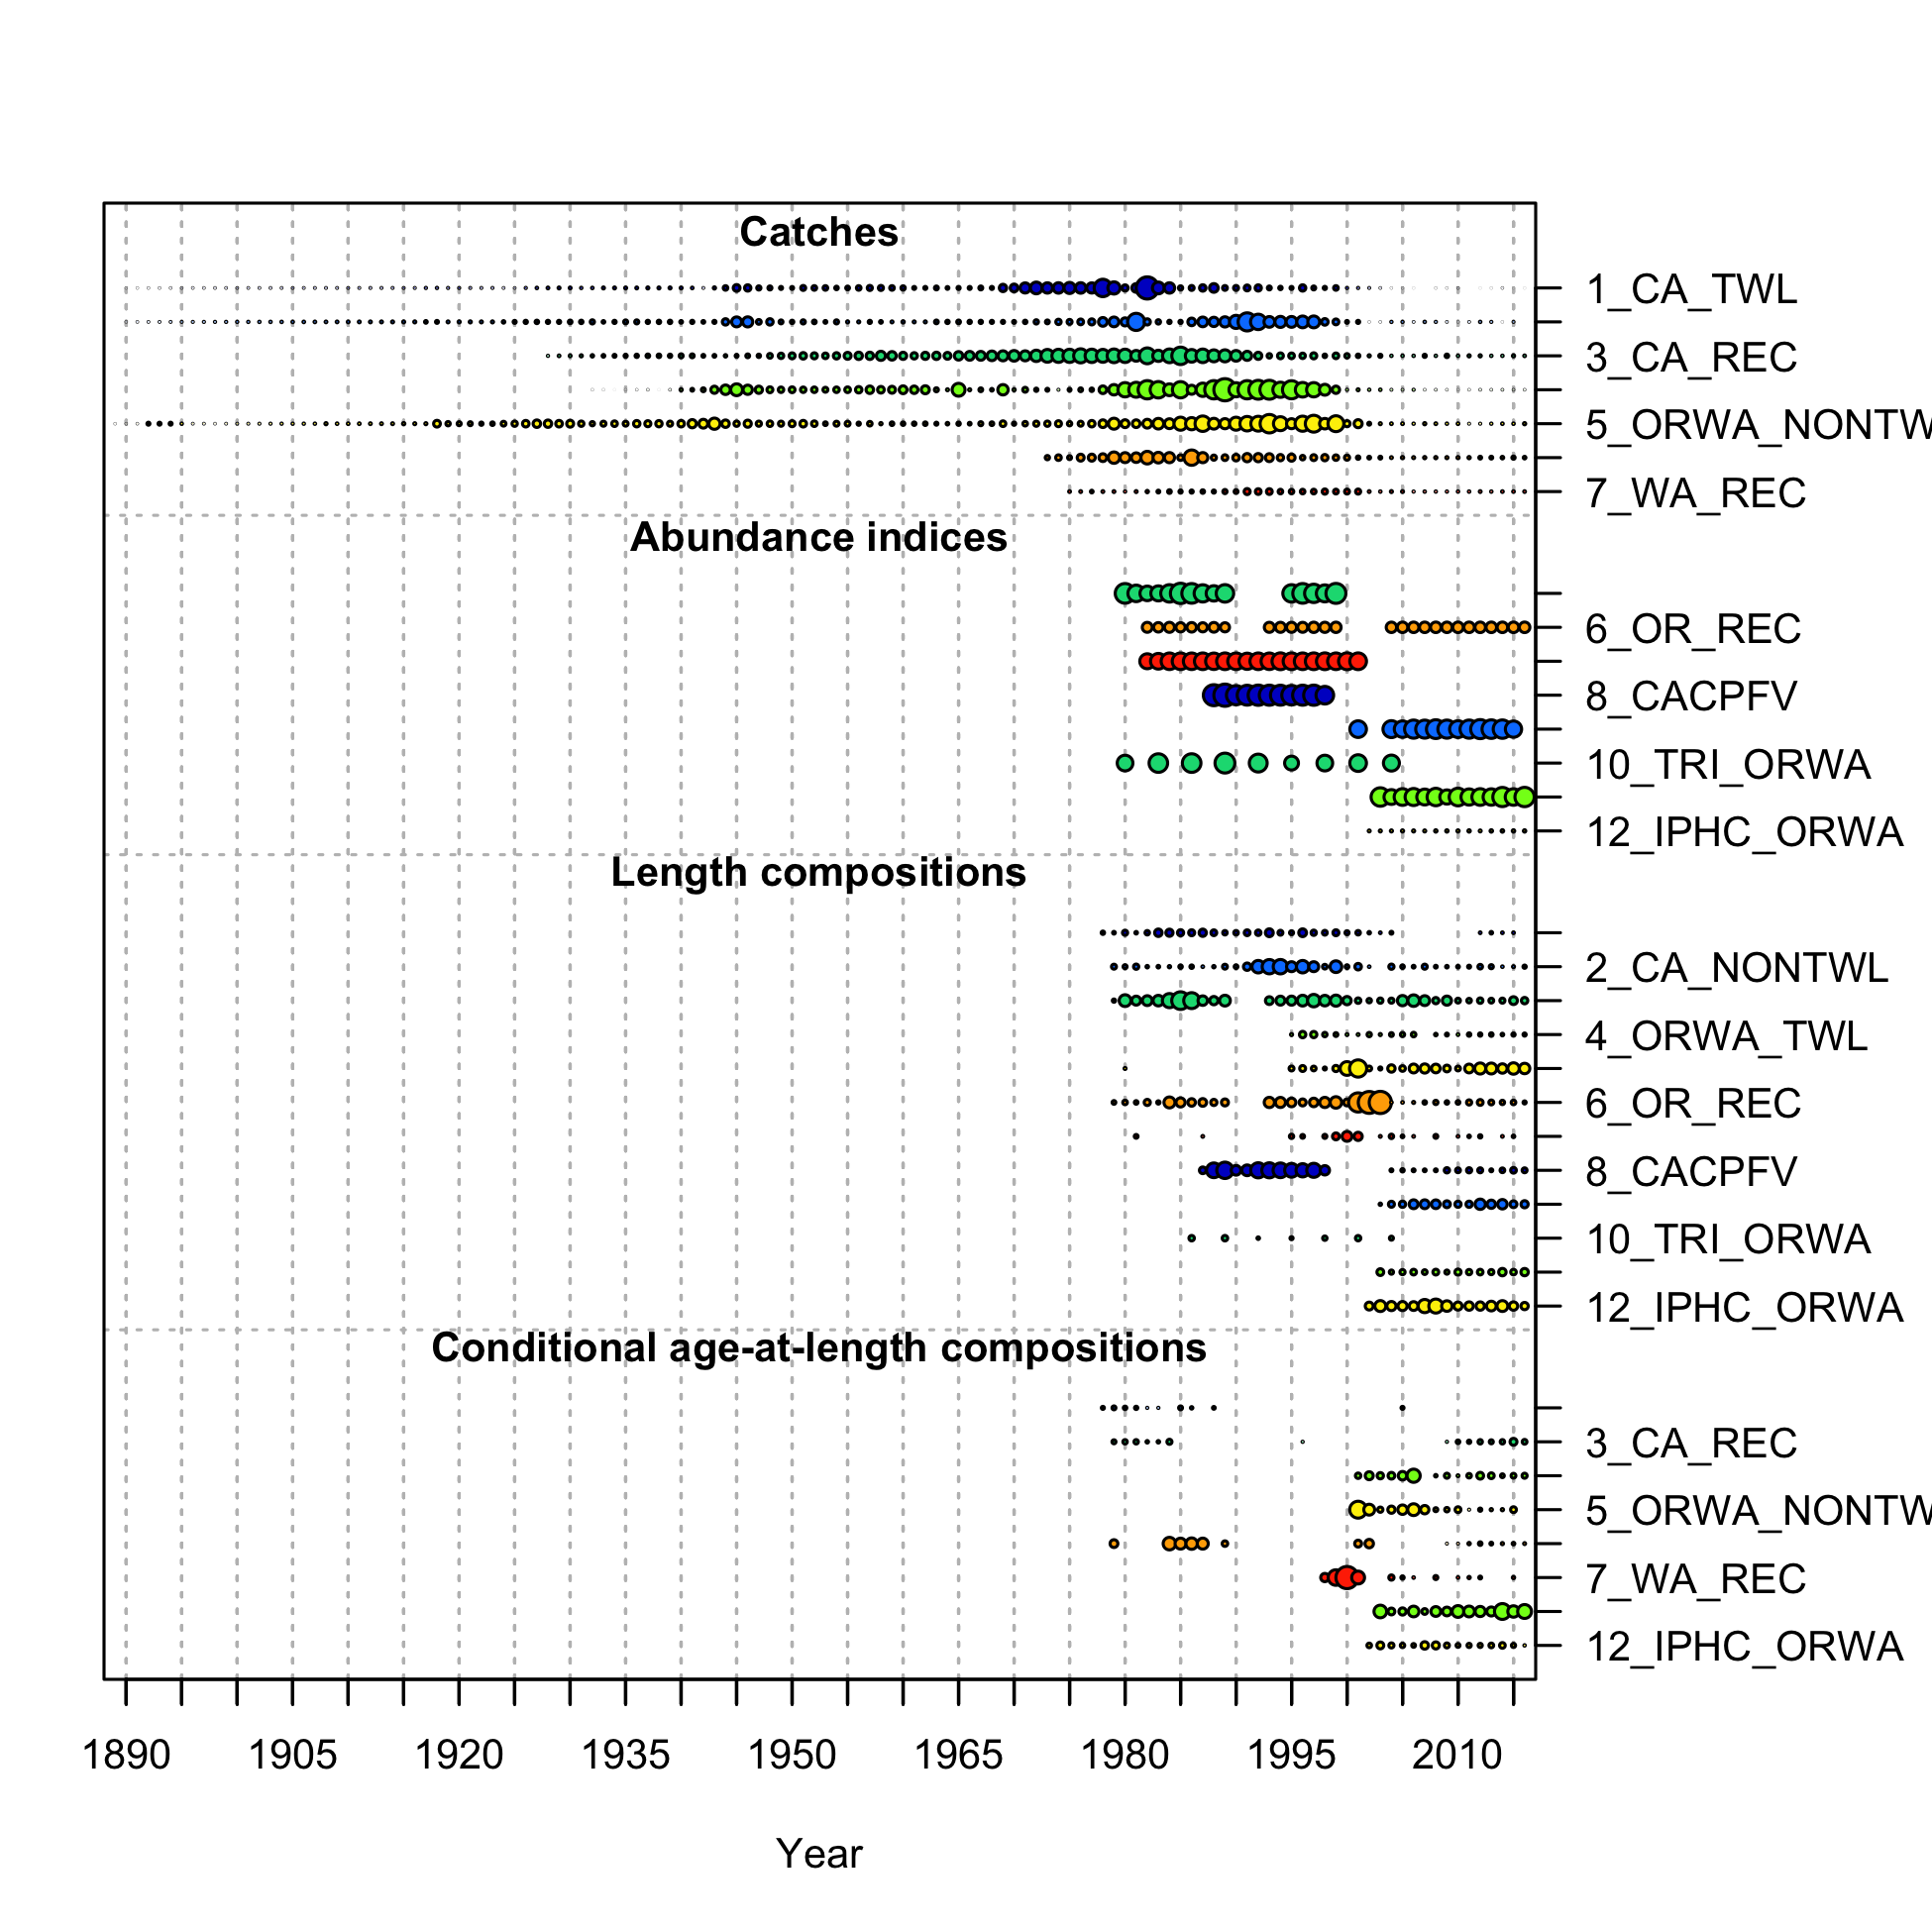 Catches
1_CA_TWL
3_CA_REC
5_ORWA_NONTW
7_WA_REC
Abundance indices
6_OR_REC
8_CACPFV
10_TRI_ORWA
12_IPHC_ORWA
Length compositions
2_CA_NONTWL
4_ORWA_TWL
6_OR_REC
8_CACPFV
10_TRI_ORWA
12_IPHC_ORWA
Conditional age-at-length compositions
3_CA_REC
5_ORWA_NONTW
7_WA_REC
12_IPHC_ORWA
1890 1905 1920 1935 1950 1965 1980 1995 2010
Year